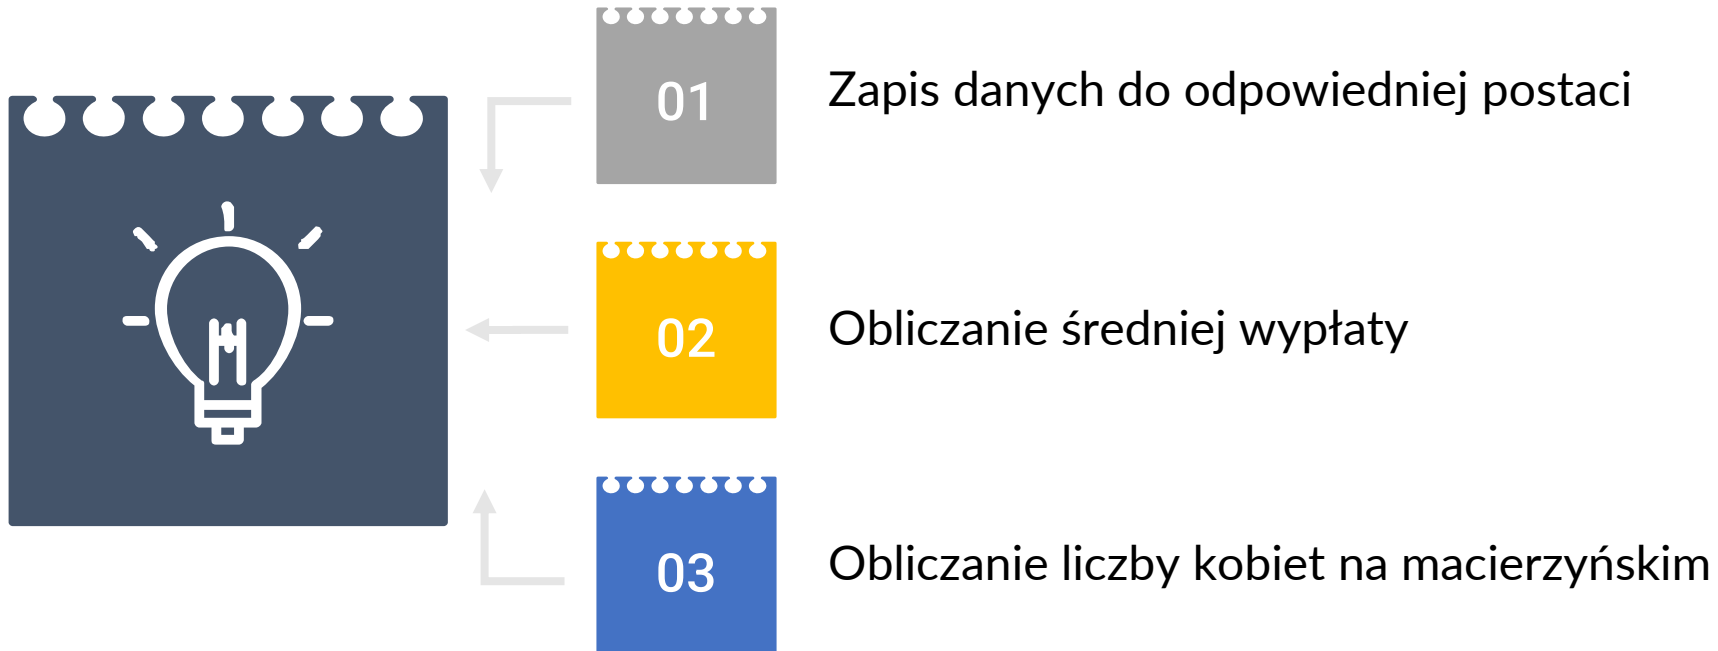 01
Zapis danych do odpowiedniej postaci
02
Obliczanie średniej wypłaty
03
Obliczanie liczby kobiet na macierzyńskim